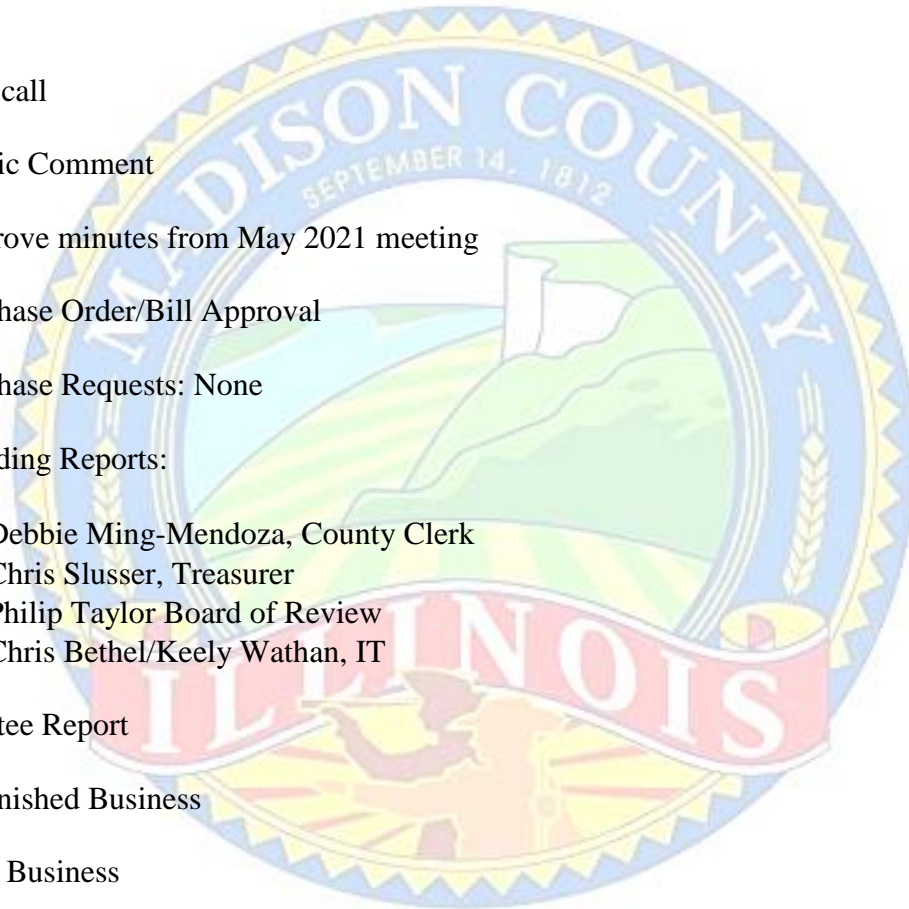 call
ic Comment
rove minutes from May 2021 meeting
hase Order/Bill Approval
hase Requests: None
ding Reports:
Debbie Ming-Mendoza, County Clerk
Chris Slusser, Treasurer
Philip Taylor Board of Review
Chris Bethel/Keely Wathan, IT
tee Report
nished Business
Business
MADISON COUNTY
SEPTEMBER 14, 1812
ILLINOIS